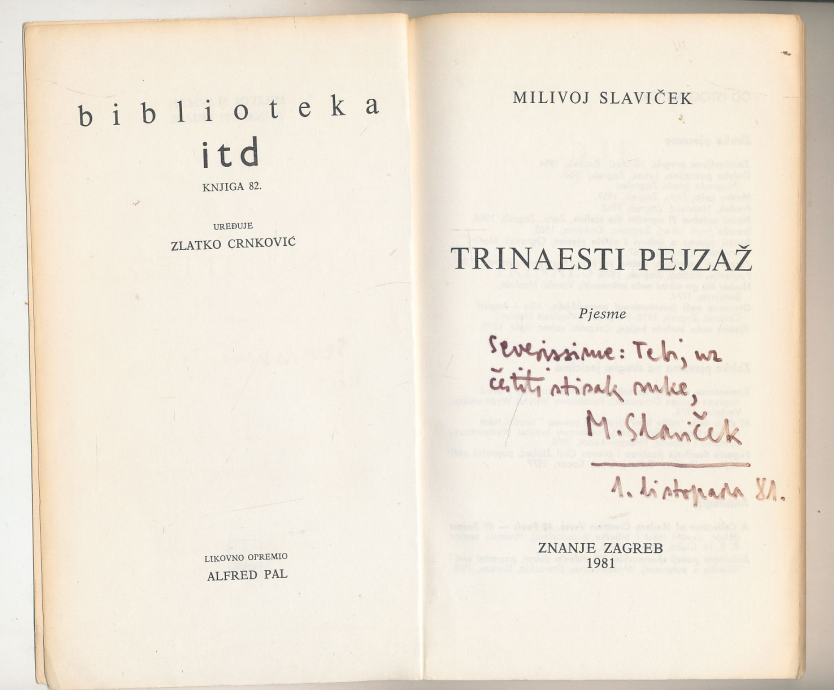 biblioteka
itd
KNJIGA 82.
UREĐUJE
ZLATKO CRNKOVIĆ
LIKOVNO OPREMIO
ALFRED PAL
MILIVOJ SLAVIČEK
TRINAESTI PEJZAŽ
Pjesme
Severissime: Tebi, uz
čestiti stisak ruke,
M. Slaviček
1. listopada 81.
ZNANJE ZAGREB
1981